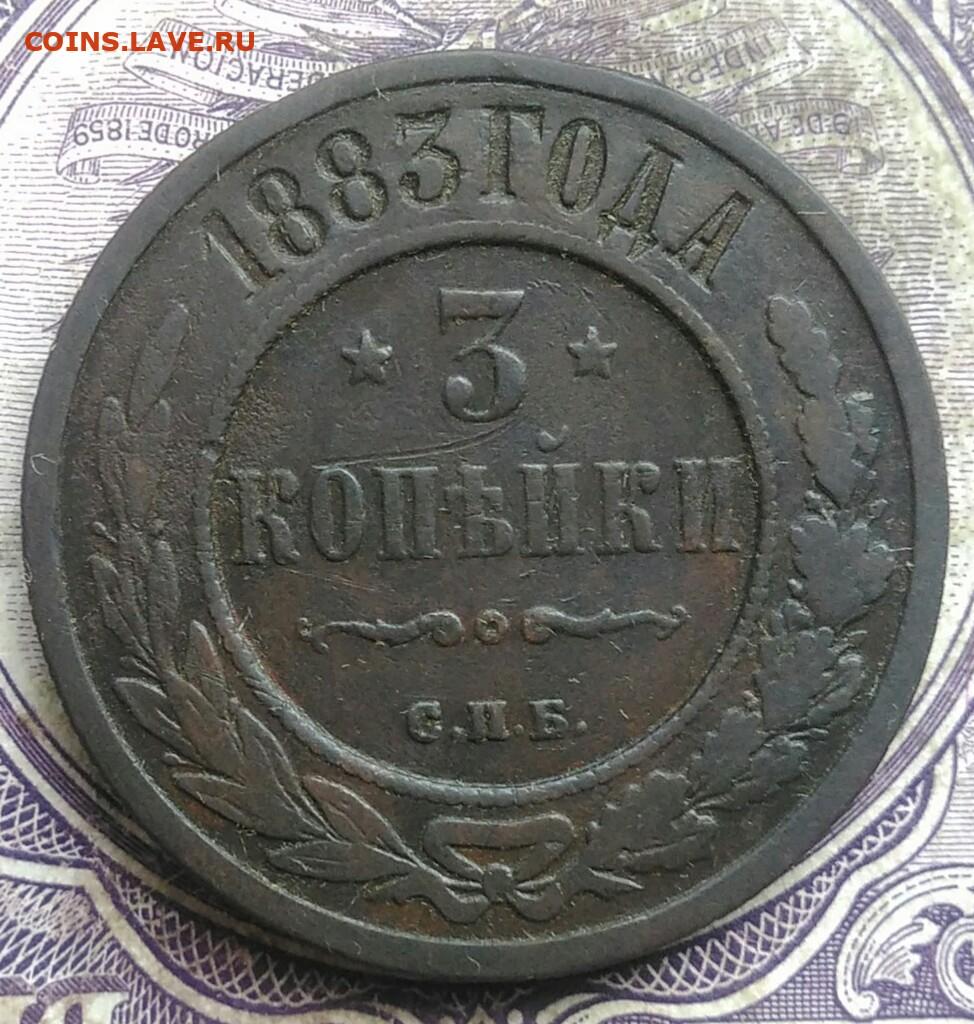 COINS.LAVE.RU
1883 ГОДА
3
КОПѢЙКИ
С.П.Б.